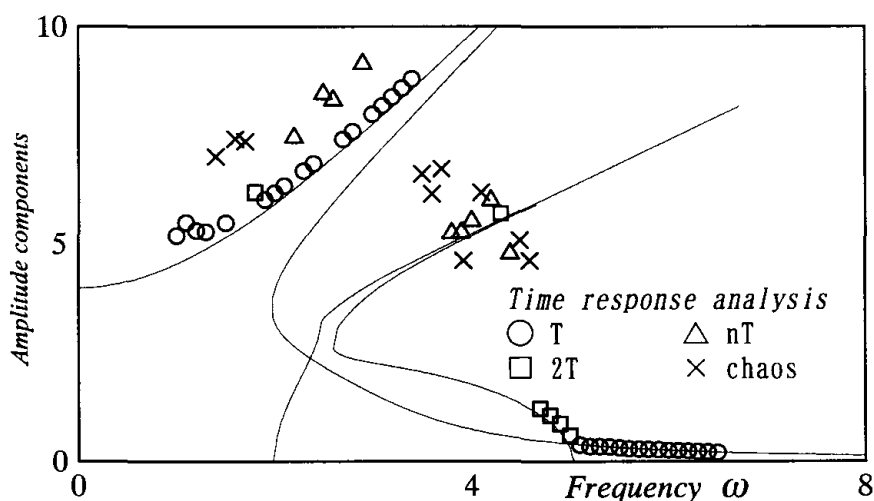 10
Amplitude components
5
Time response analysis
T
nT
2T
chaos
0
0
4
Frequency ω
8